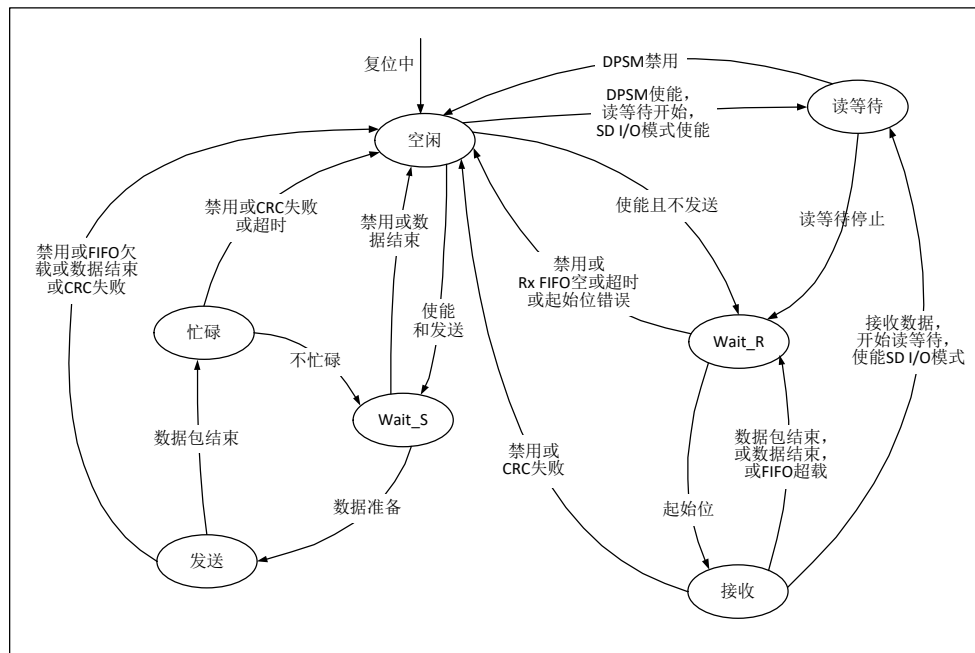 复位中
DPSM禁用
DPSM使能，
读等待开始，
SD I/O模式使能
读等待
空闲
禁用或CRC失败
或超时
禁用或数
据结束
使能且不发送
读等待停止
禁用或FIFO欠
载或数据结束
或CRC失败
禁用或
Rx FIFO空或超时
或起始位错误
使能
和发送
忙碌
不忙碌
Wait_R
接收数据，
开始读等待，
使能SD I/O模式
Wait_S
数据包结束
禁用或
CRC失败
数据包结束，
或数据结束，
或FIFO超载
数据准备
起始位
发送
接收